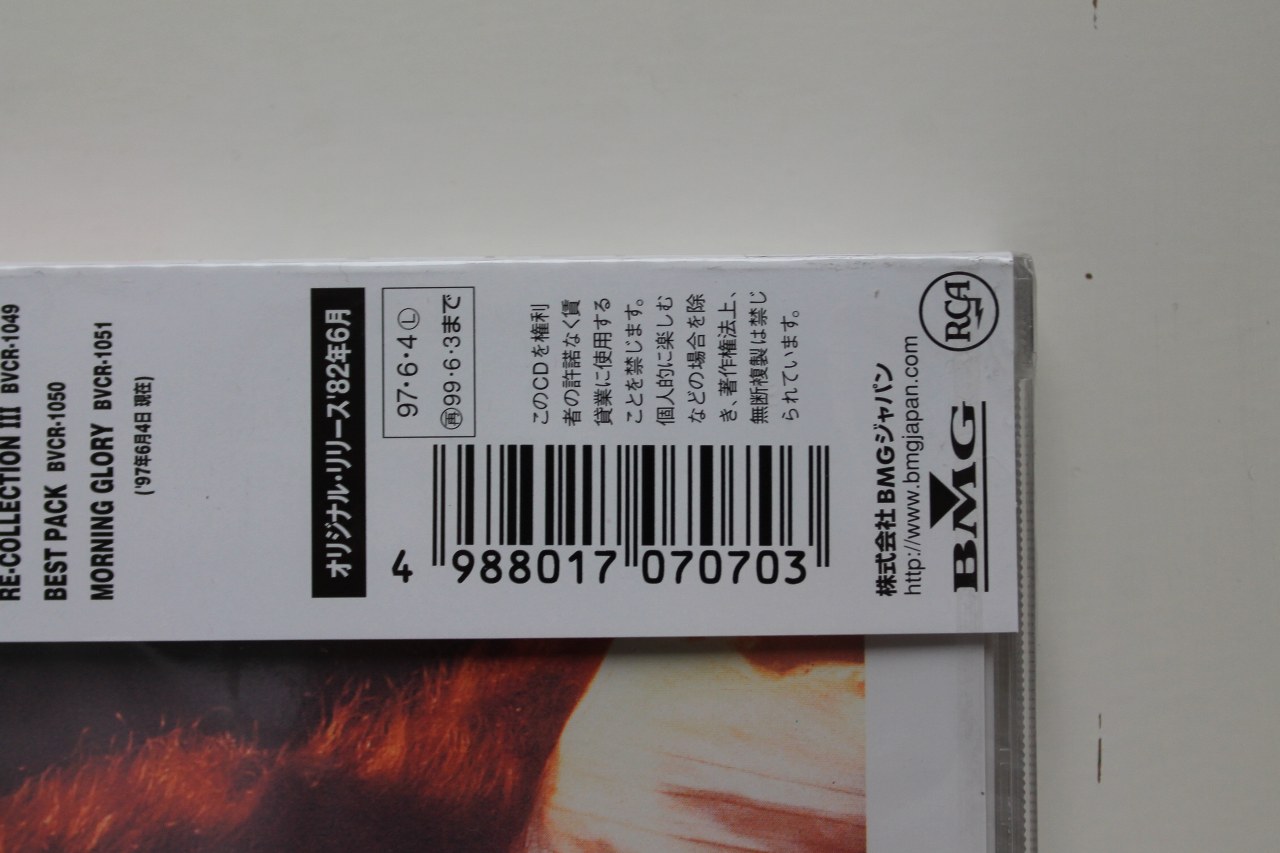 RE-COLLECTION III BVCR-1049
BEST PACK BVCR-1050
MORNING GLORY BVCR-1051
('97年6月4日 現在)
オリジナル・リリース'82年6月
97・6・4 Ⓛ
㊞99・6・3まで
このCDを権利
者の許諾なく賃
貸業に使用する
ことを禁じます。
個人的に楽しむ
などの場合を除
き、著作権法上、
無断複製は禁じ
られています。
4 988017 070703
株式会社 BMGジャパン
http://www.bmgjapan.com
BMG
RCA